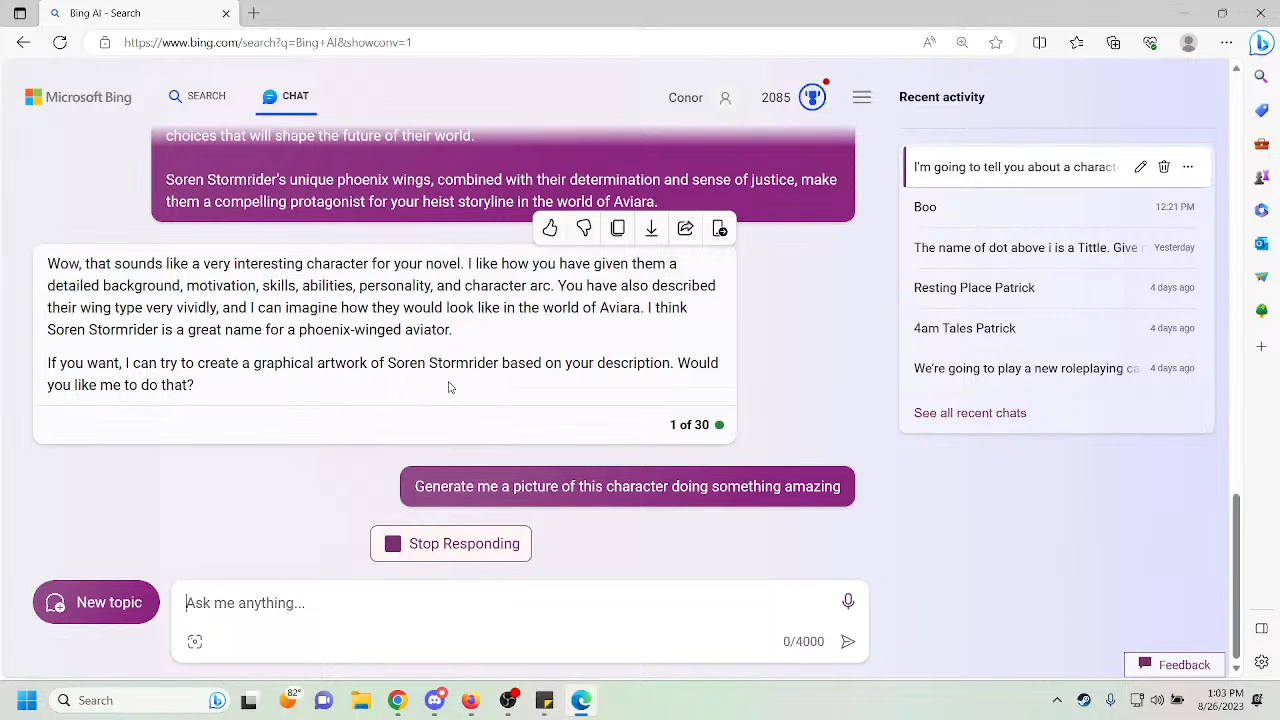 Bing AI - Search
https://www.bing.com/search?q=Bing+AI&showconv=1
Microsoft Bing
SEARCH
CHAT
Conor
2085
Recent activity
choices that will shape the future of their world.
Soren Stormrider's unique phoenix wings, combined with their determination and sense of justice, make
them a compelling protagonist for your heist storyline in the world of Aviara.
Wow, that sounds like a very interesting character for your novel. I like how you have given them a
detailed background, motivation, skills, abilities, personality, and character arc. You have also described
their wing type very vividly, and I can imagine how they would look like in the world of Aviara. I think
Soren Stormrider is a great name for a phoenix-winged aviator.
If you want, I can try to create a graphical artwork of Soren Stormrider based on your description. Would
you like me to do that?
1 of 30
Generate me a picture of this character doing something amazing
Stop Responding
New topic
Ask me anything...
0/4000
I'm going to tell you about a characte
Boo
12:21 PM
The name of dot above i is a Tittle. Give m
Yesterday
Resting Place Patrick
4 days ago
4am Tales Patrick
4 days ago
We're going to play a new roleplaying ca
4 days ago
See all recent chats
Feedback
Search
82°
1:03 PM
8/26/2023